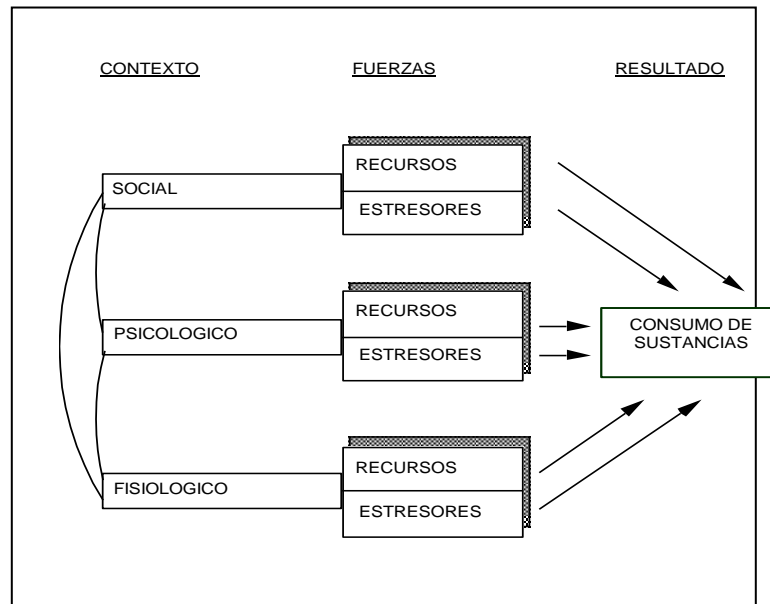 CONTEXTO FUERZAS RESULTADO
RECURSOS
SOCIAL
ESTRESORES
RECURSOS
PSICOLOGICO
ESTRESORES
CONSUMO DE
SUSTANCIAS
RECURSOS
FISIOLOGICO
ESTRESORES